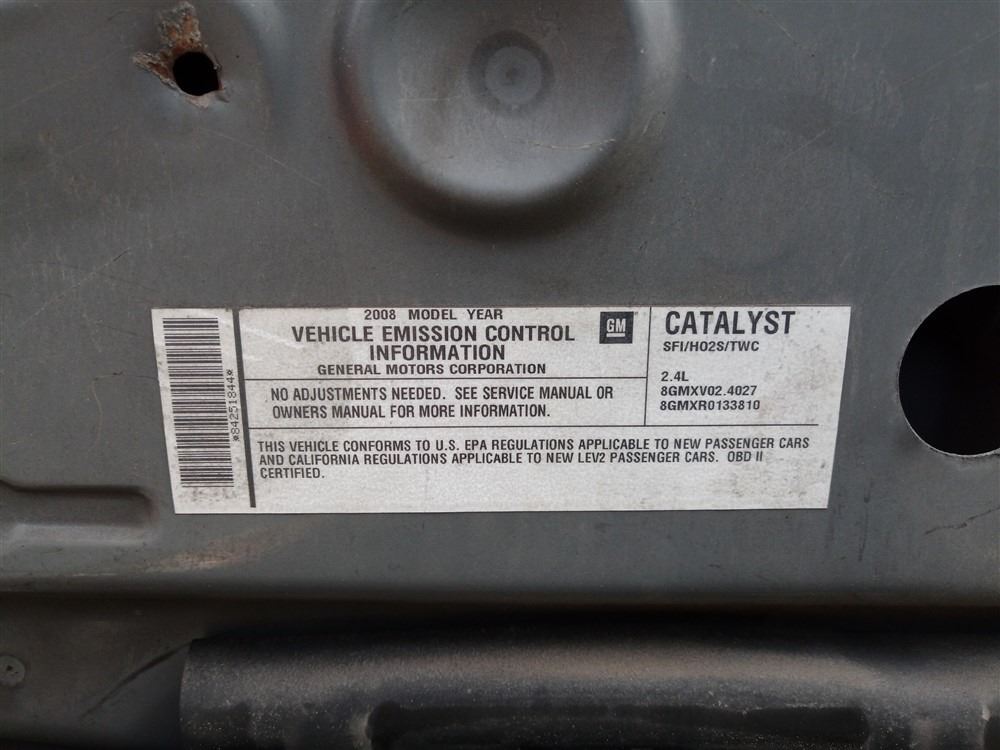 *84251844*
2008 MODEL YEAR
VEHICLE EMISSION CONTROL
INFORMATION
GENERAL MOTORS CORPORATION
GM
NO ADJUSTMENTS NEEDED. SEE SERVICE MANUAL OR
OWNERS MANUAL FOR MORE INFORMATION.
CATALYST
SFI/HO2S/TWC
2.4L
8GMXV02.4027
8GMXR0133810
THIS VEHICLE CONFORMS TO U.S. EPA REGULATIONS APPLICABLE TO NEW PASSENGER CARS
AND CALIFORNIA REGULATIONS APPLICABLE TO NEW LEV2 PASSENGER CARS. OBD II
CERTIFIED.